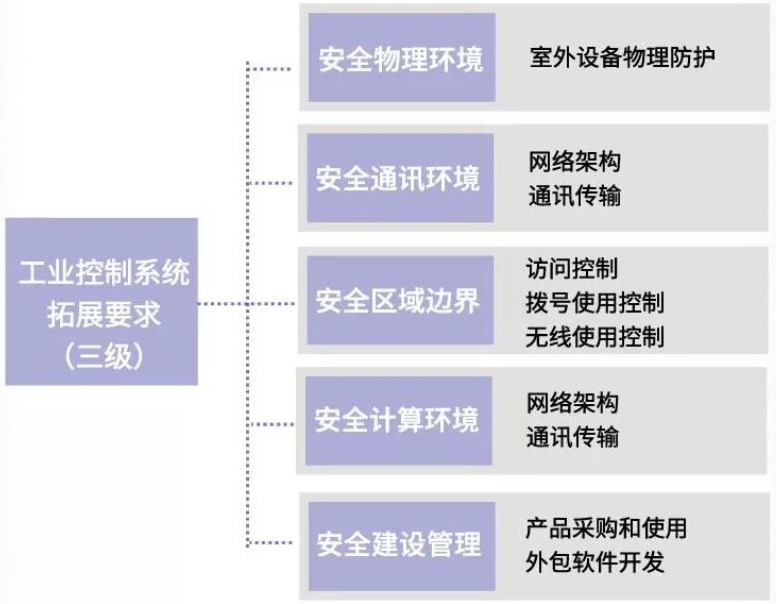 工业控制系统
拓展要求
（三级）
安全物理环境
室外设备物理防护
安全通讯环境
网络架构
通讯传输
安全区域边界
访问控制
拨号使用控制
无线使用控制
安全计算环境
网络架构
通讯传输
安全建设管理
产品采购和使用
外包软件开发